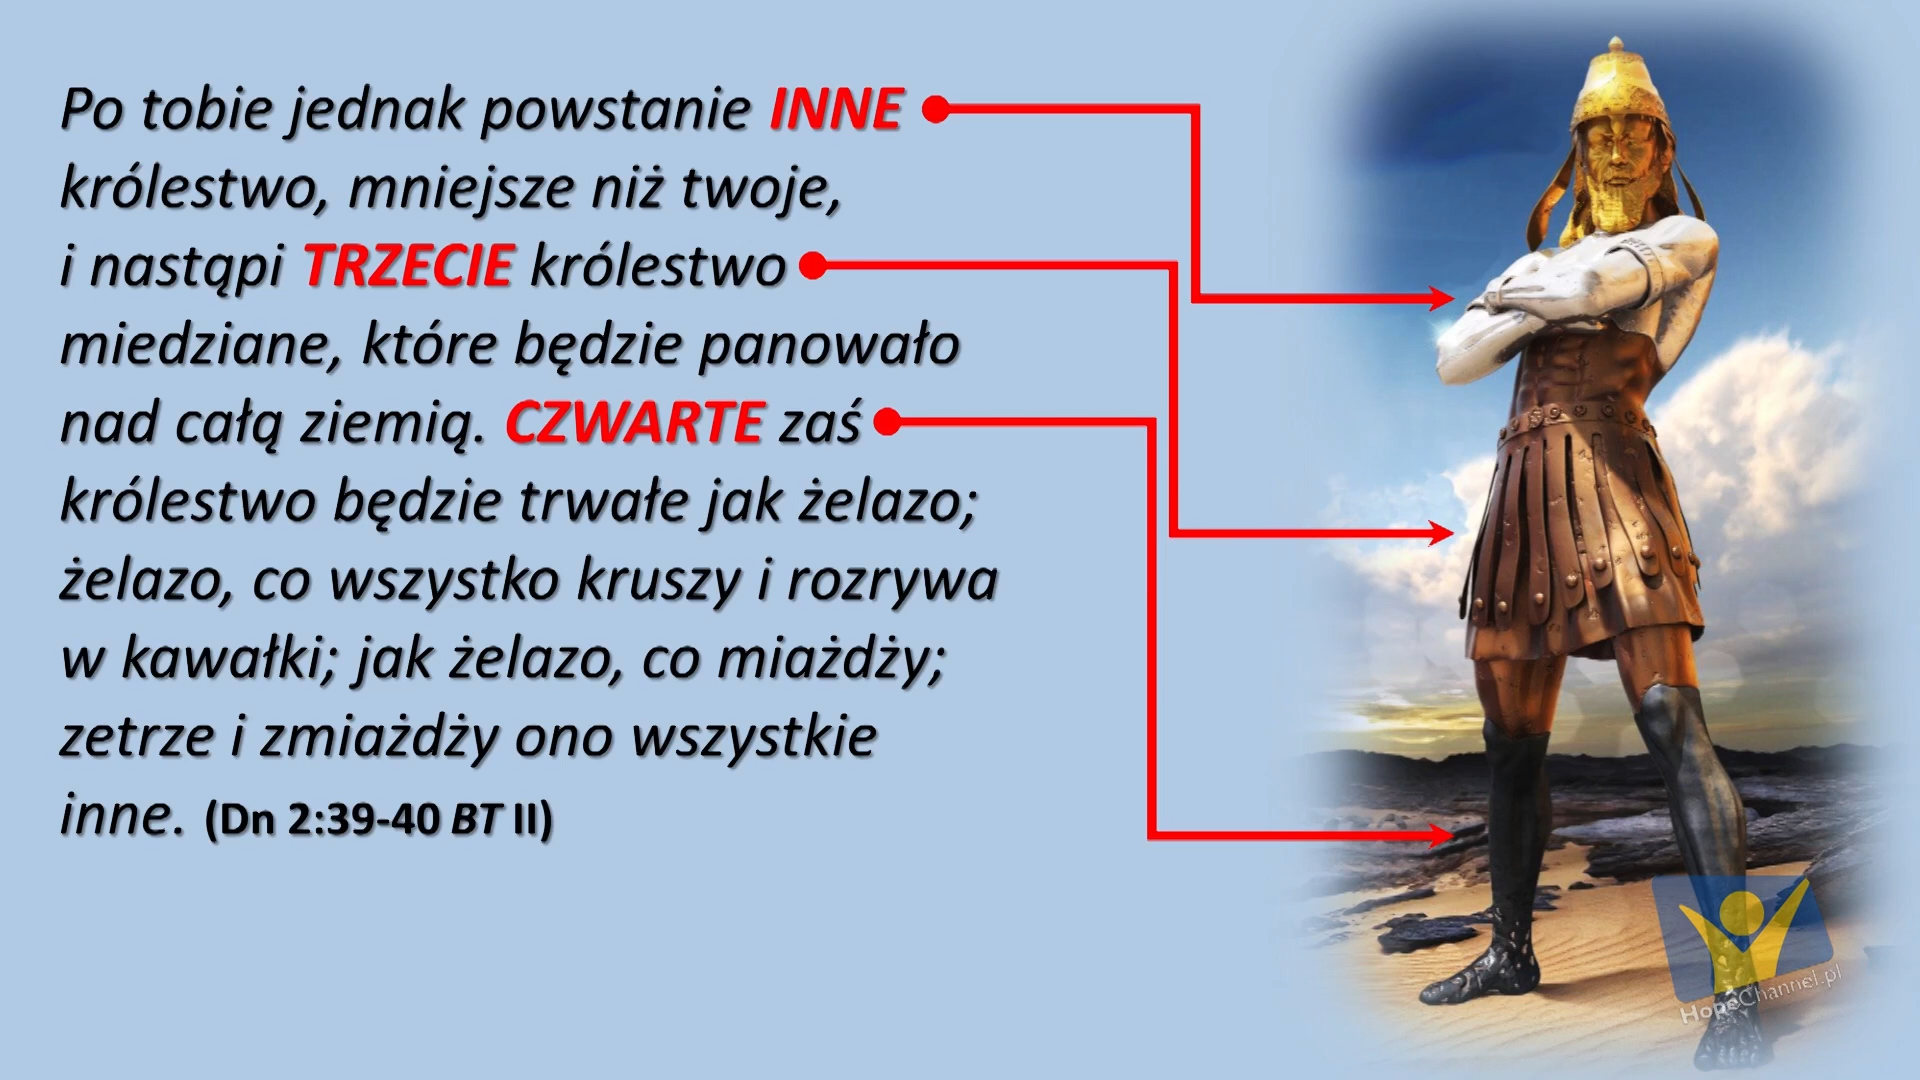 Po tobie jednak powstanie INNE
królestwo, mniejsze niż twoje,
i nastąpi TRZECIE królestwo
miedziane, które będzie panowało
nad całą ziemią. CZWARTE zaś
królestwo będzie trwałe jak żelazo;
żelazo, co wszystko kruszy i rozrywa
w kawałki; jak żelazo, co miażdży;
zetrze i zmiażdży ono wszystkie
inne. (Dn 2:39-40 BT II)
HopeChannel.pl